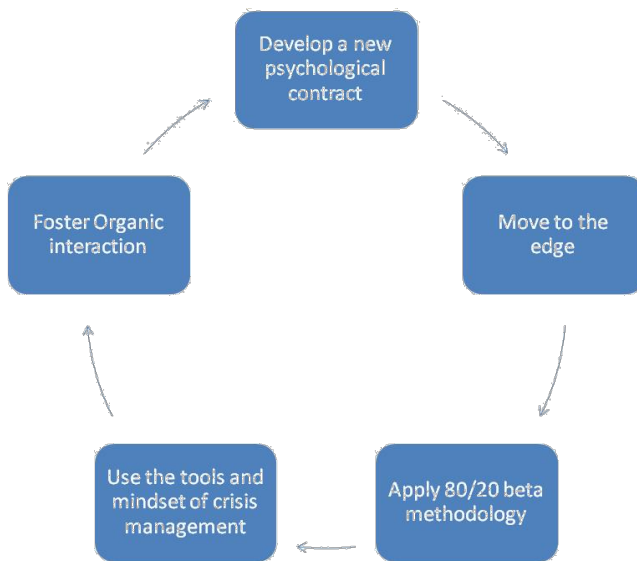 Develop a new
psychological
contract
Move to the
edge
Apply 80/20 beta
methodology
Use the tools and
mindset of crisis
management
Foster Organic
interaction